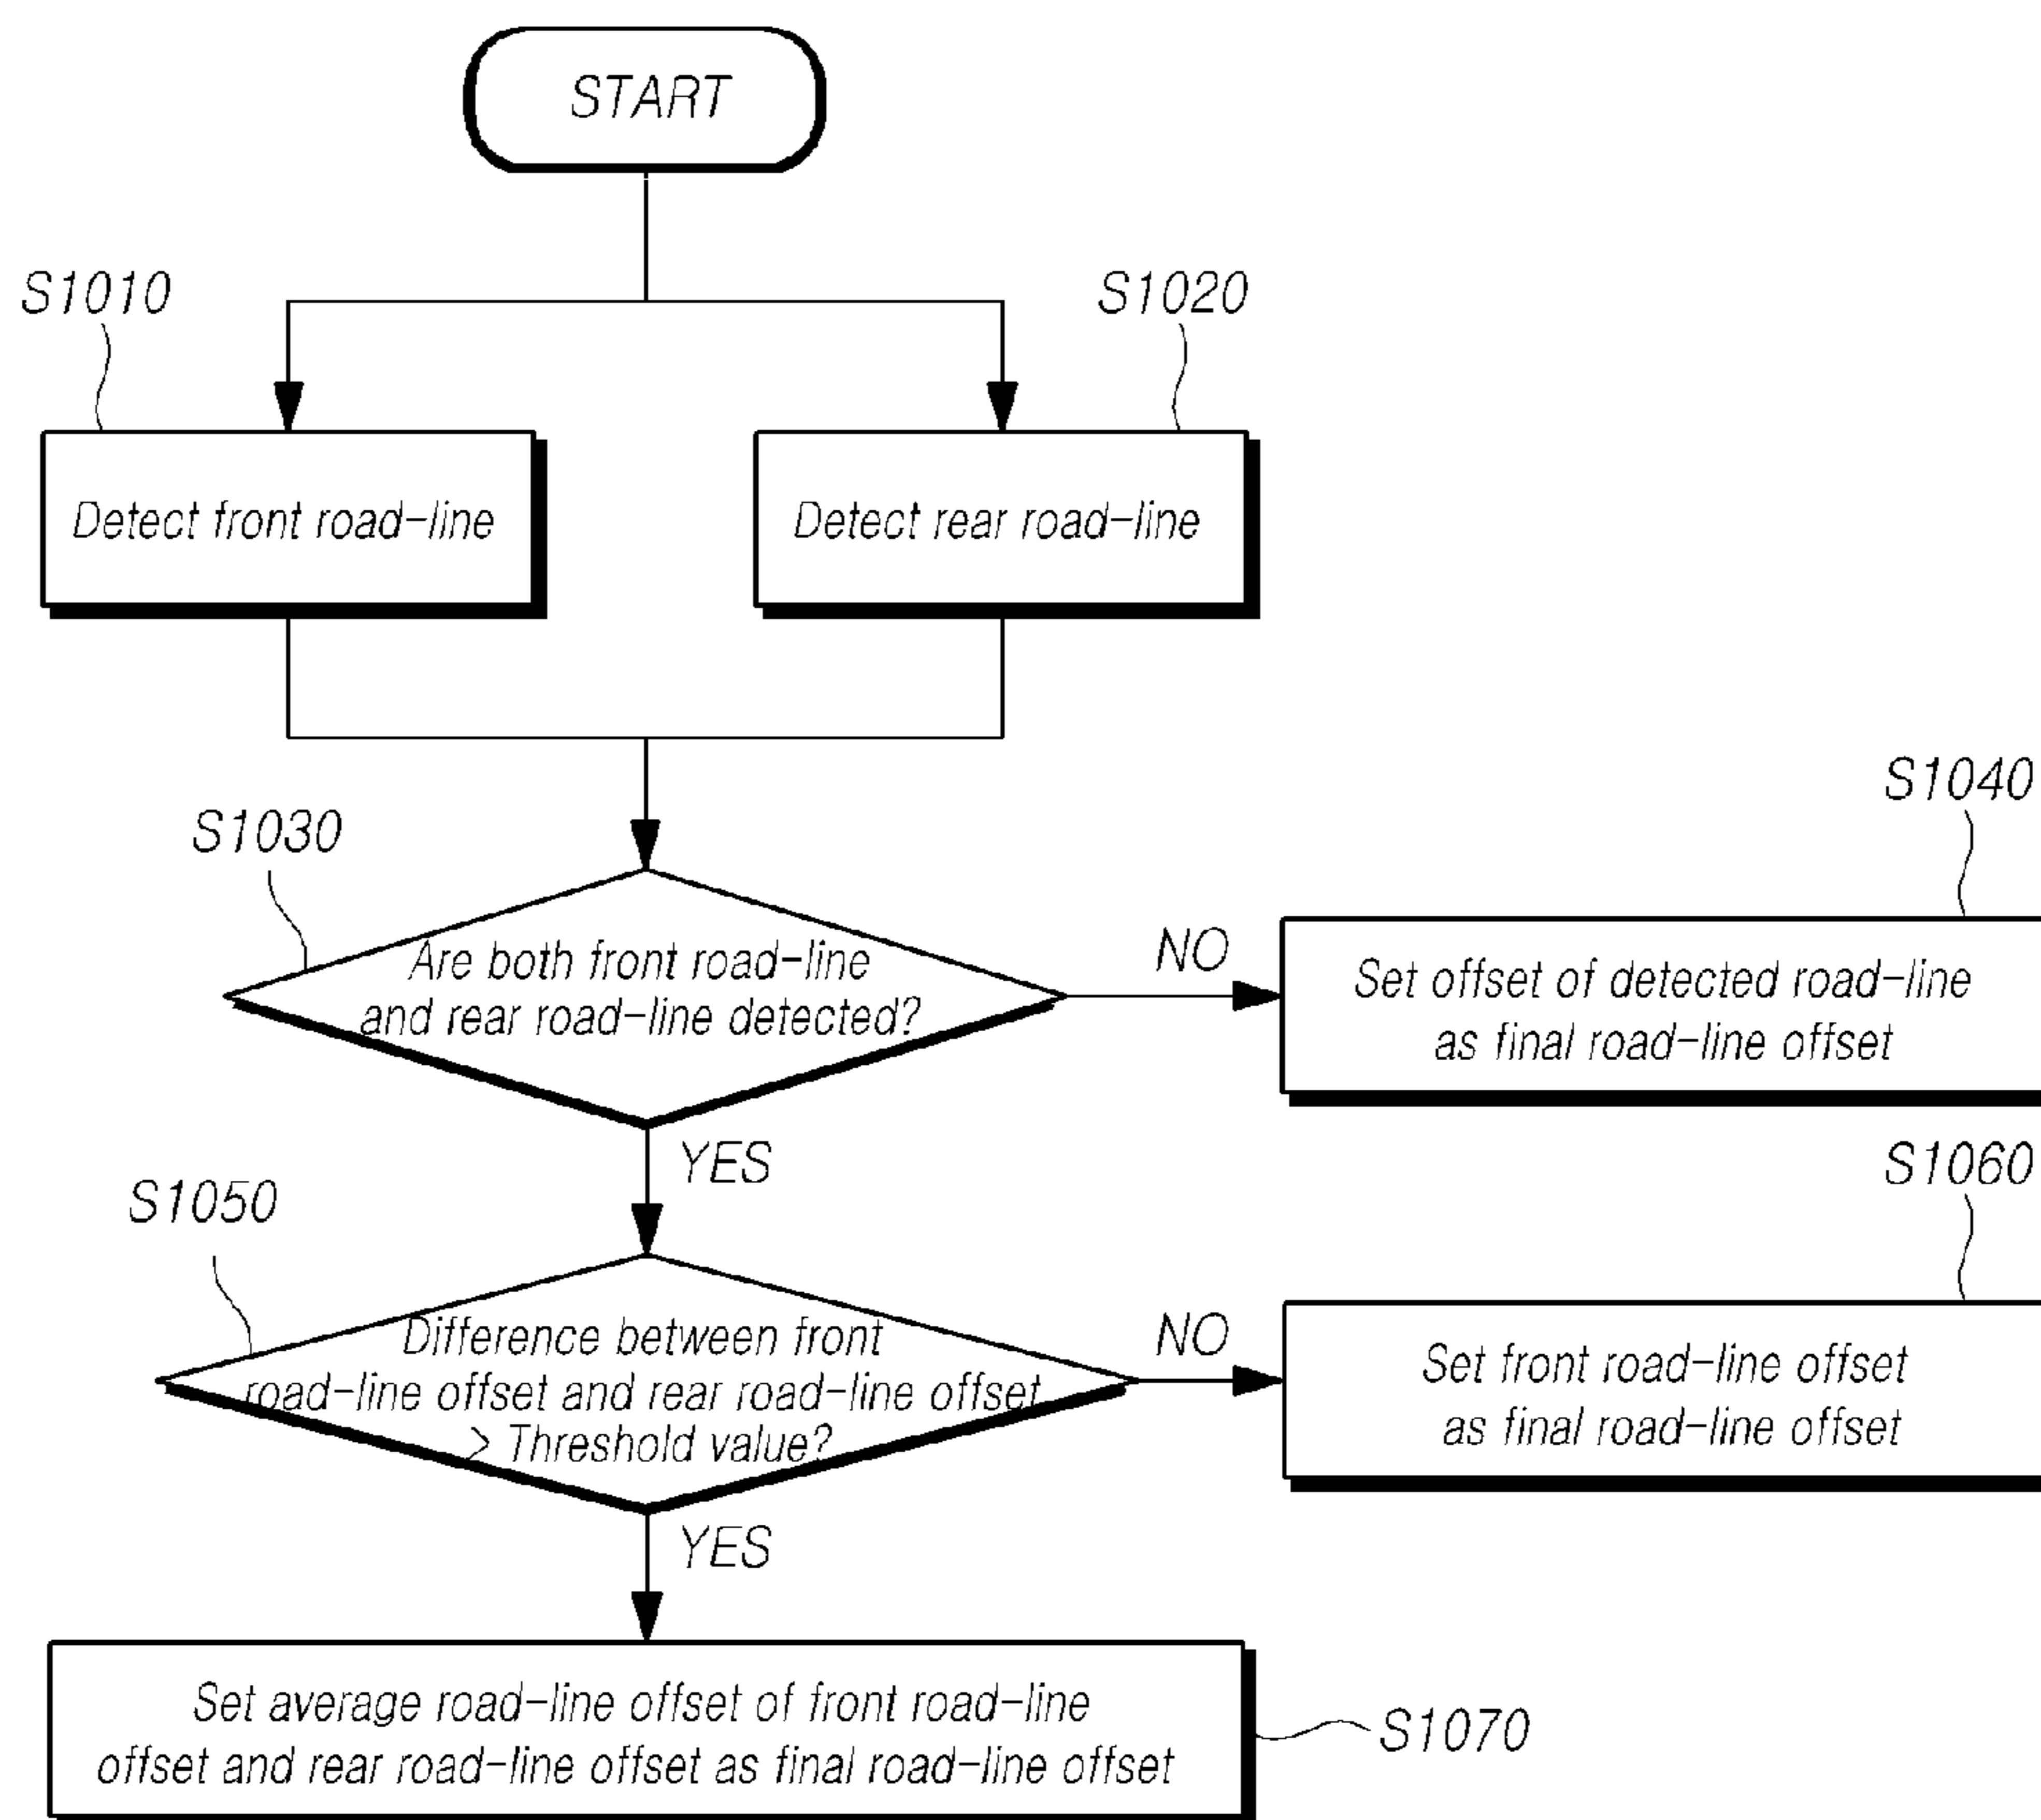 START
S1010
S1020
Detect front road-line
Detect rear road-line
S1030
Are both front road-line
and rear road-line detected?
NO
S1040
Set offset of detected road-line
as final road-line offset
YES
S1050
Difference between front
road-line offset and rear road-line offset
> Threshold value?
NO
S1060
Set front road-line offset
as final road-line offset
YES
Set average road-line offset of front road-line
offset and rear road-line offset as final road-line offset
S1070